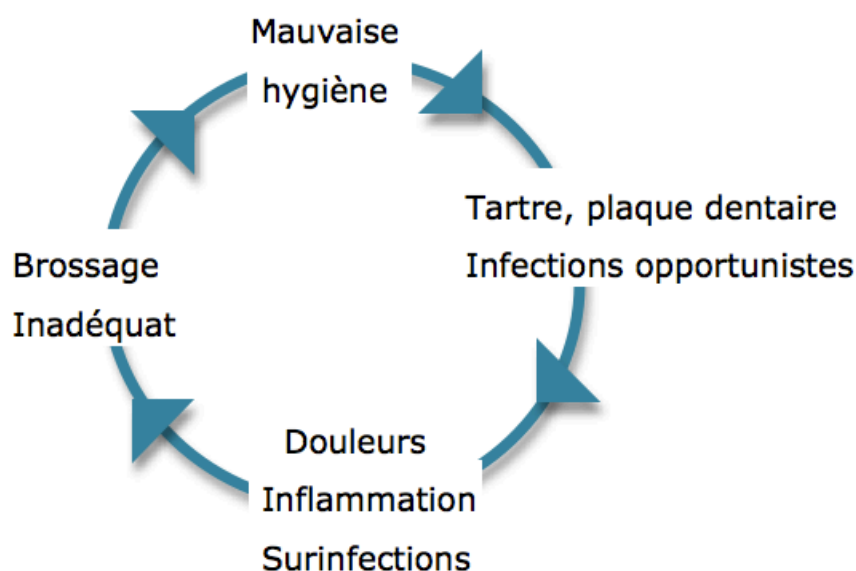 Mauvaise
hygiène
Tartre, plaque dentaire
Infections opportunistes
Douleurs
Inflammation
Surinfections
Brossage
Inadéquat